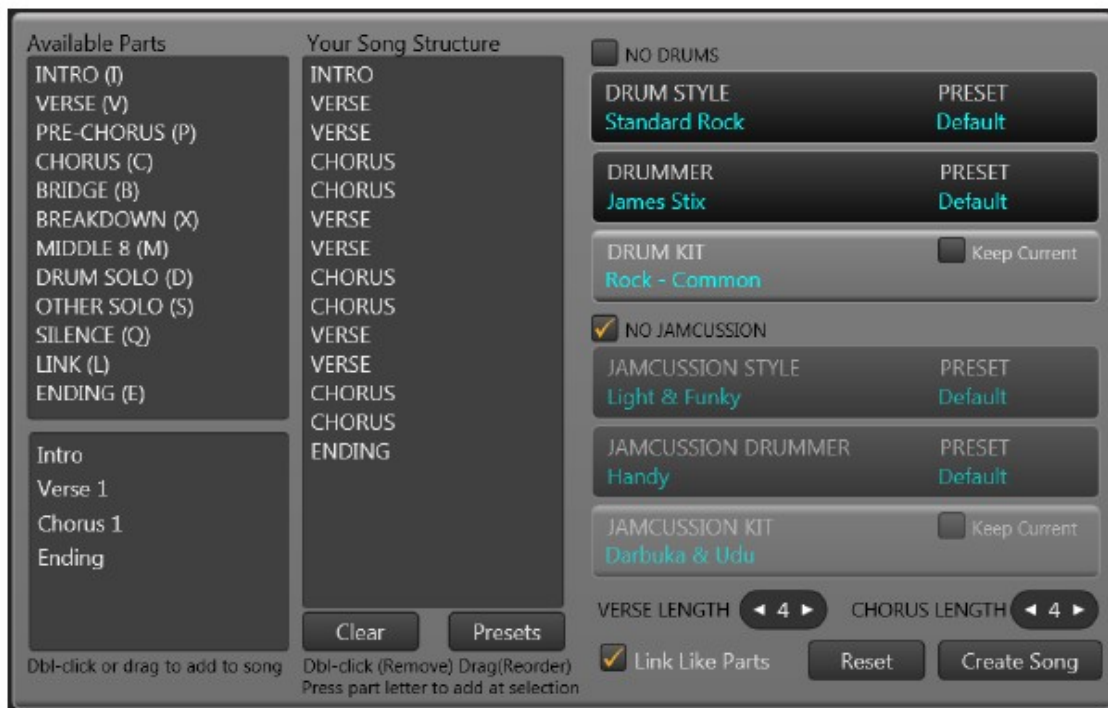 Available Parts
INTRO (I)
VERSE (V)
PRE-CHORUS (P)
CHORUS (C)
BRIDGE (B)
BREAKDOWN (X)
MIDDLE 8 (M)
DRUM SOLO (D)
OTHER SOLO (S)
SILENCE (Q)
LINK (L)
ENDING (E)
Intro
Verse 1
Chorus 1
Ending
Dbl-click or drag to add to song
Your Song Structure
INTRO
VERSE
VERSE
CHORUS
CHORUS
VERSE
VERSE
CHORUS
CHORUS
VERSE
VERSE
CHORUS
CHORUS
ENDING
Clear Presets
Dbl-click (Remove) Drag(Reorder)
Press part letter to add at selection
NO DRUMS
DRUM STYLE PRESET
Standard Rock Default
DRUMMER PRESET
James Stix Default
DRUM KIT Keep Current
Rock - Common
NO JAMCUSSION
JAMCUSSION STYLE PRESET
Light & Funky Default
JAMCUSSION DRUMMER PRESET
Handy Default
JAMCUSSION KIT Keep Current
Darbuka & Udu
VERSE LENGTH 4 CHORUS LENGTH 4
Link Like Parts Reset Create Song